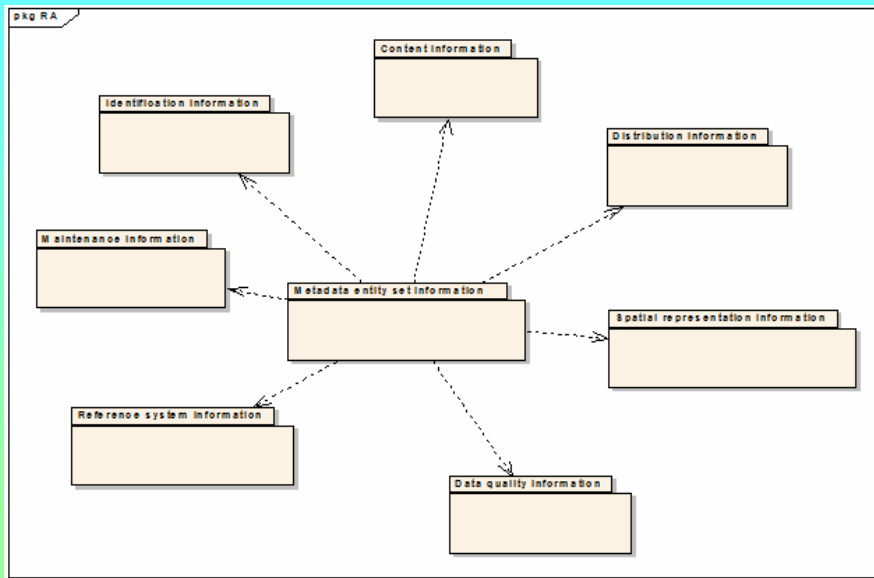 pkg RA
Content information
Identification information
Distribution information
Maintenance information
Metadata entity set information
Spatial representation information
Reference system information
Data quality information